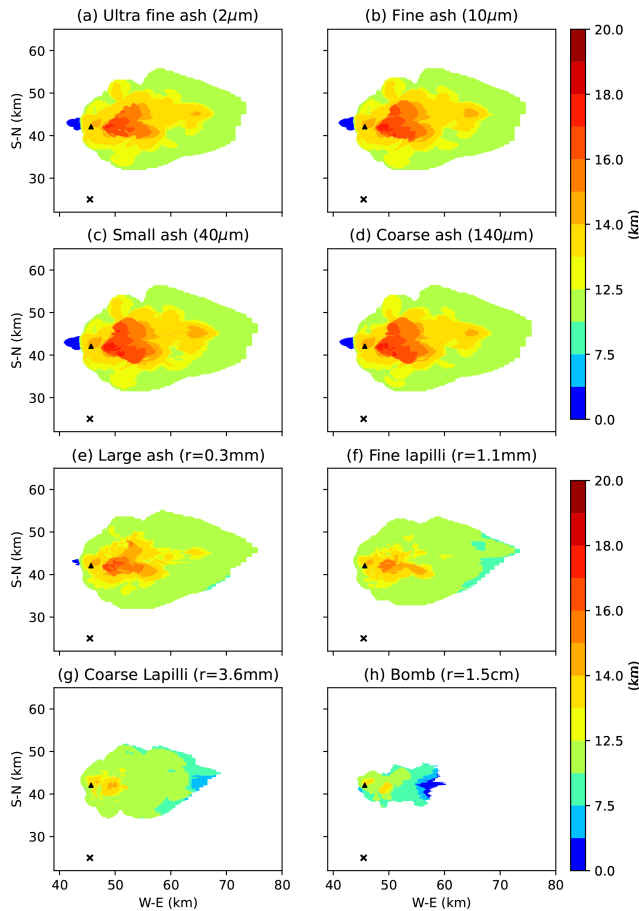 (a) Ultra fine ash (2μm)
(b) Fine ash (10μm)
60
50
40
30
S-N (km)
20.0
18.0
16.0
14.0
12.5
7.5
0.0
(km)
(c) Small ash (40μm)
(d) Coarse ash (140μm)
60
50
40
30
S-N (km)
(e) Large ash (r=0.3mm)
(f) Fine lapilli (r=1.1mm)
60
50
40
30
S-N (km)
20.0
18.0
16.0
14.0
12.5
7.5
0.0
(km)
(g) Coarse Lapilli (r=3.6mm)
(h) Bomb (r=1.5cm)
60
50
40
30
20
S-N (km)
40 50 60 70 80
40 50 60 70 80
W-E (km)
W-E (km)